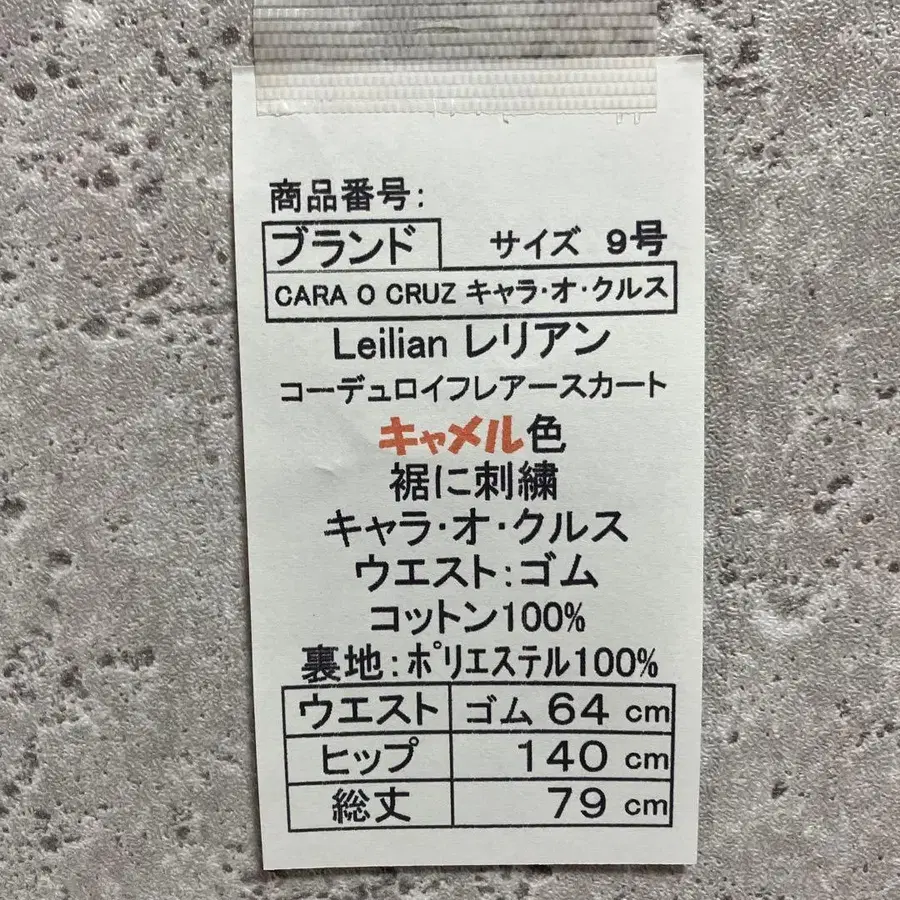 商品番号:
ブランド サイズ 9号
CARA O CRUZ キャラ・オ・クルス
Leilian レリアン
コーデュロイフレアースカート
キャメル色
裾に刺繍
キャラ・オ・クルス
ウエスト:ゴム
コットン100%
裏地:ポリエステル100%
ウエスト ゴム 64 cm
ヒップ 140 cm
総丈 79 cm